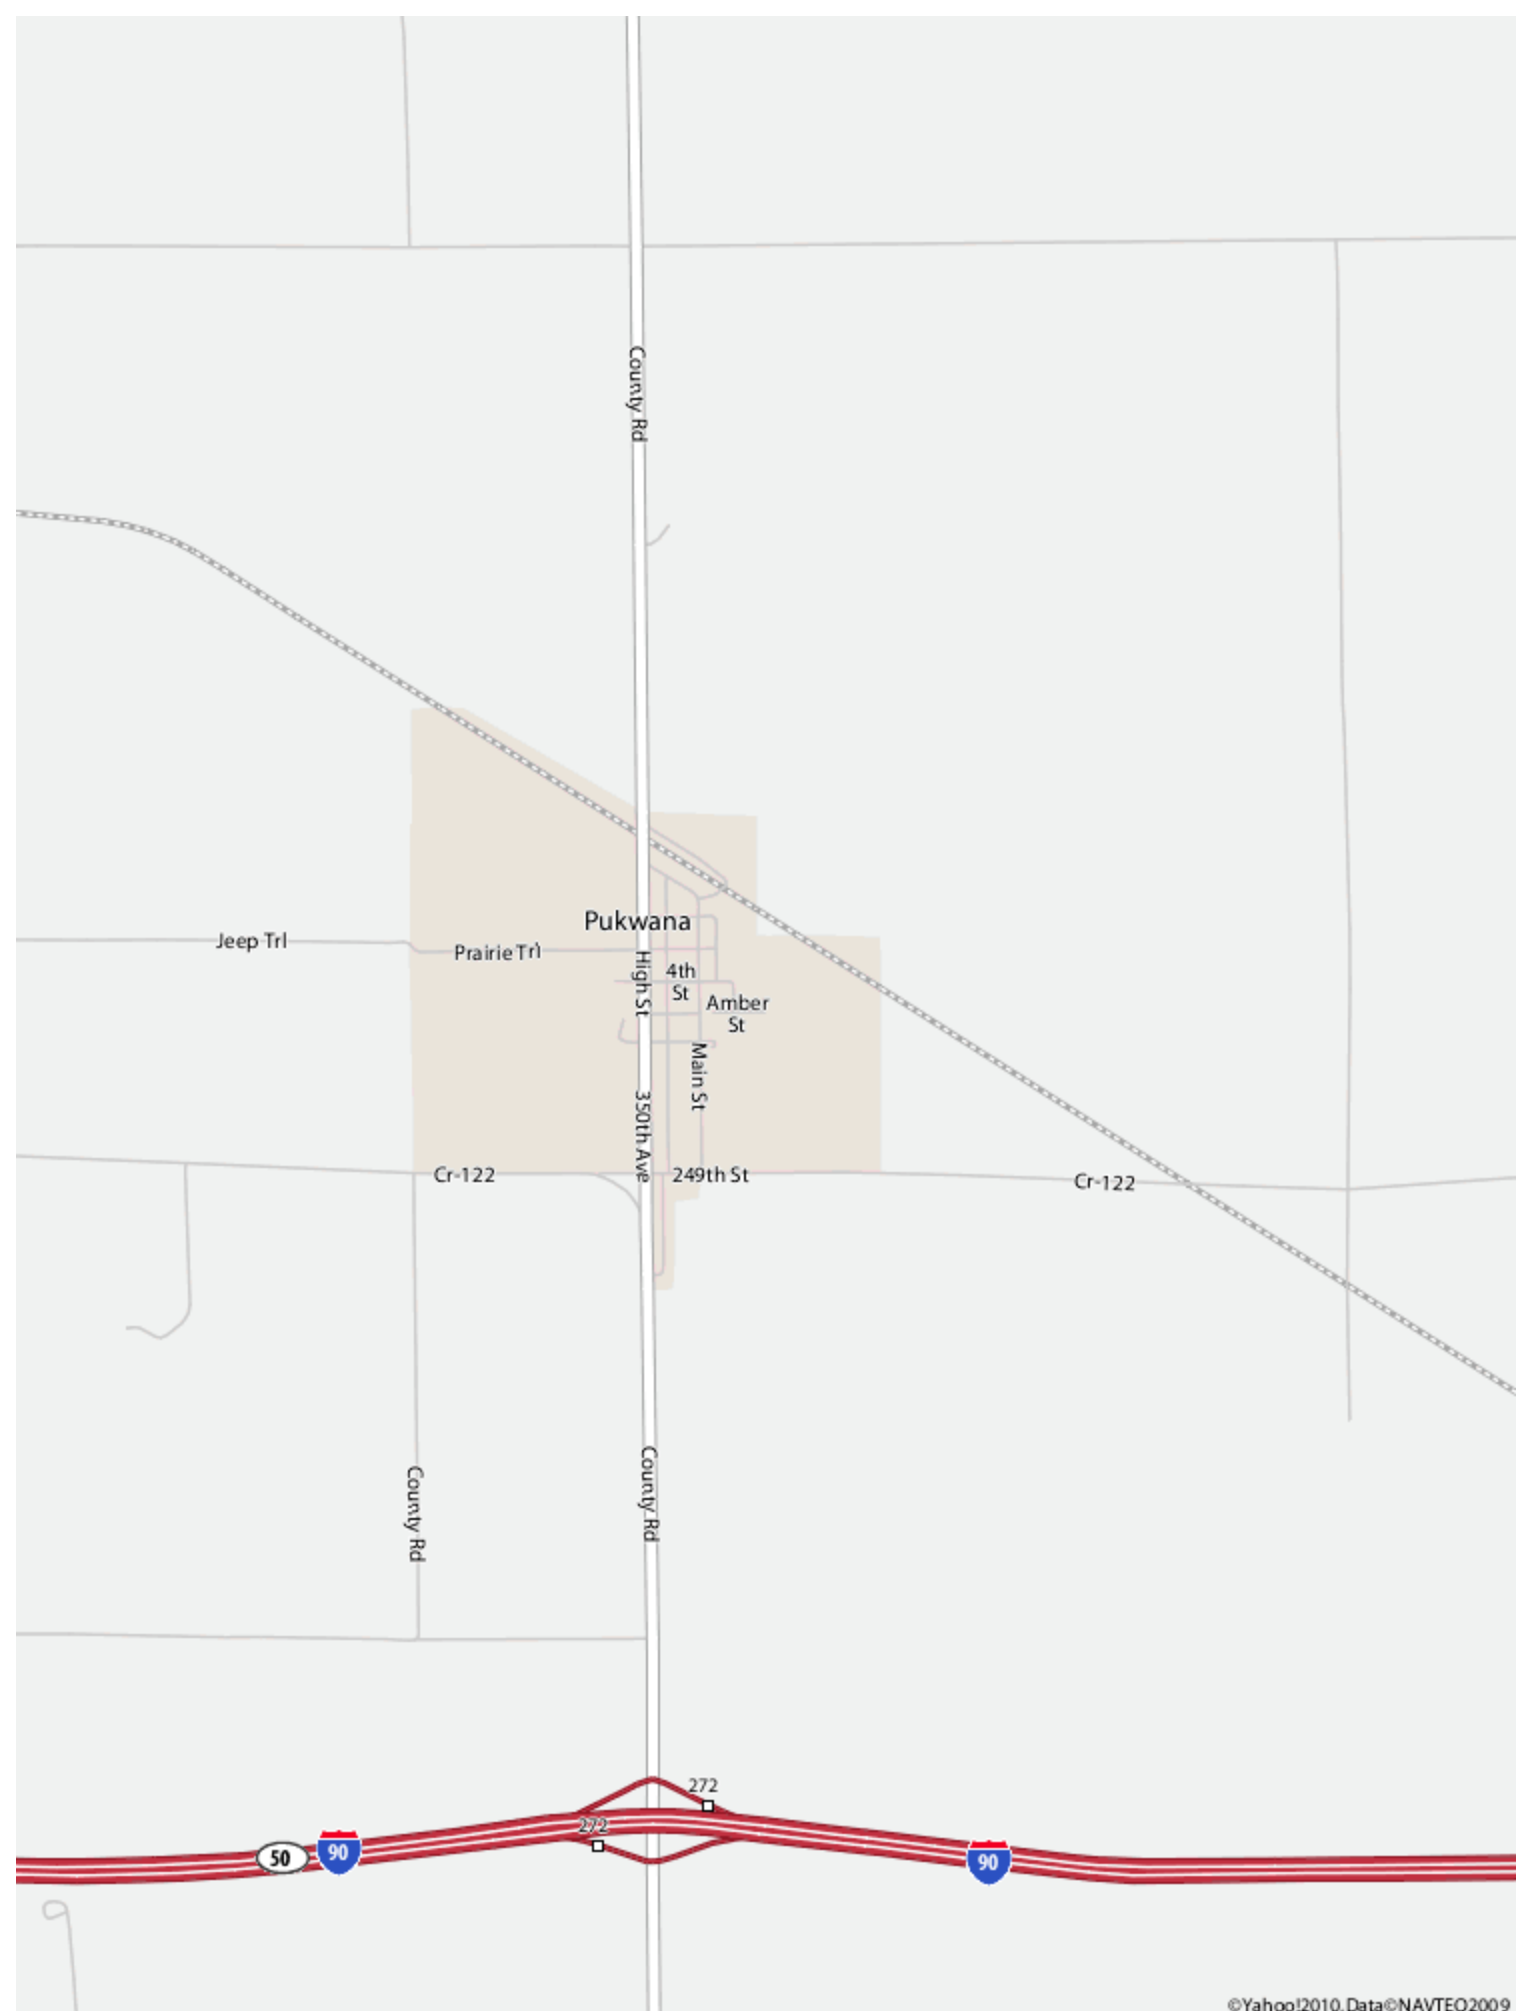 County Rd
Pukwana
Jeep Trl
Prairie Trl
High St
4th
St
Amber
St
Main St
350th Ave
Cr-122
249th St
Cr-122
County Rd
County Rd
272
272
50
90
90
©Yahoo!2010, Data©NAVTEQ2009